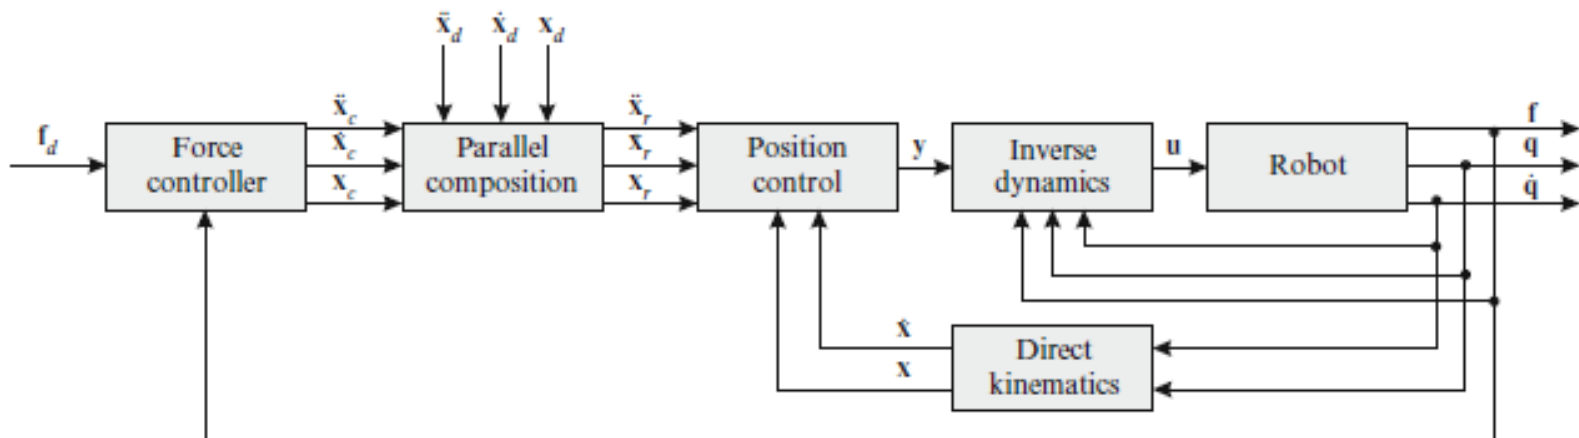 ẍ_d ẋ_d x_d
f_d
Force
controller
ẍ_c
ẋ_c
x_c
Parallel
composition
ẍ_r
x_r
x_r
Position
control
y
Inverse
dynamics
u
Robot
f
q
q̇
ẋ
x
Direct
kinematics